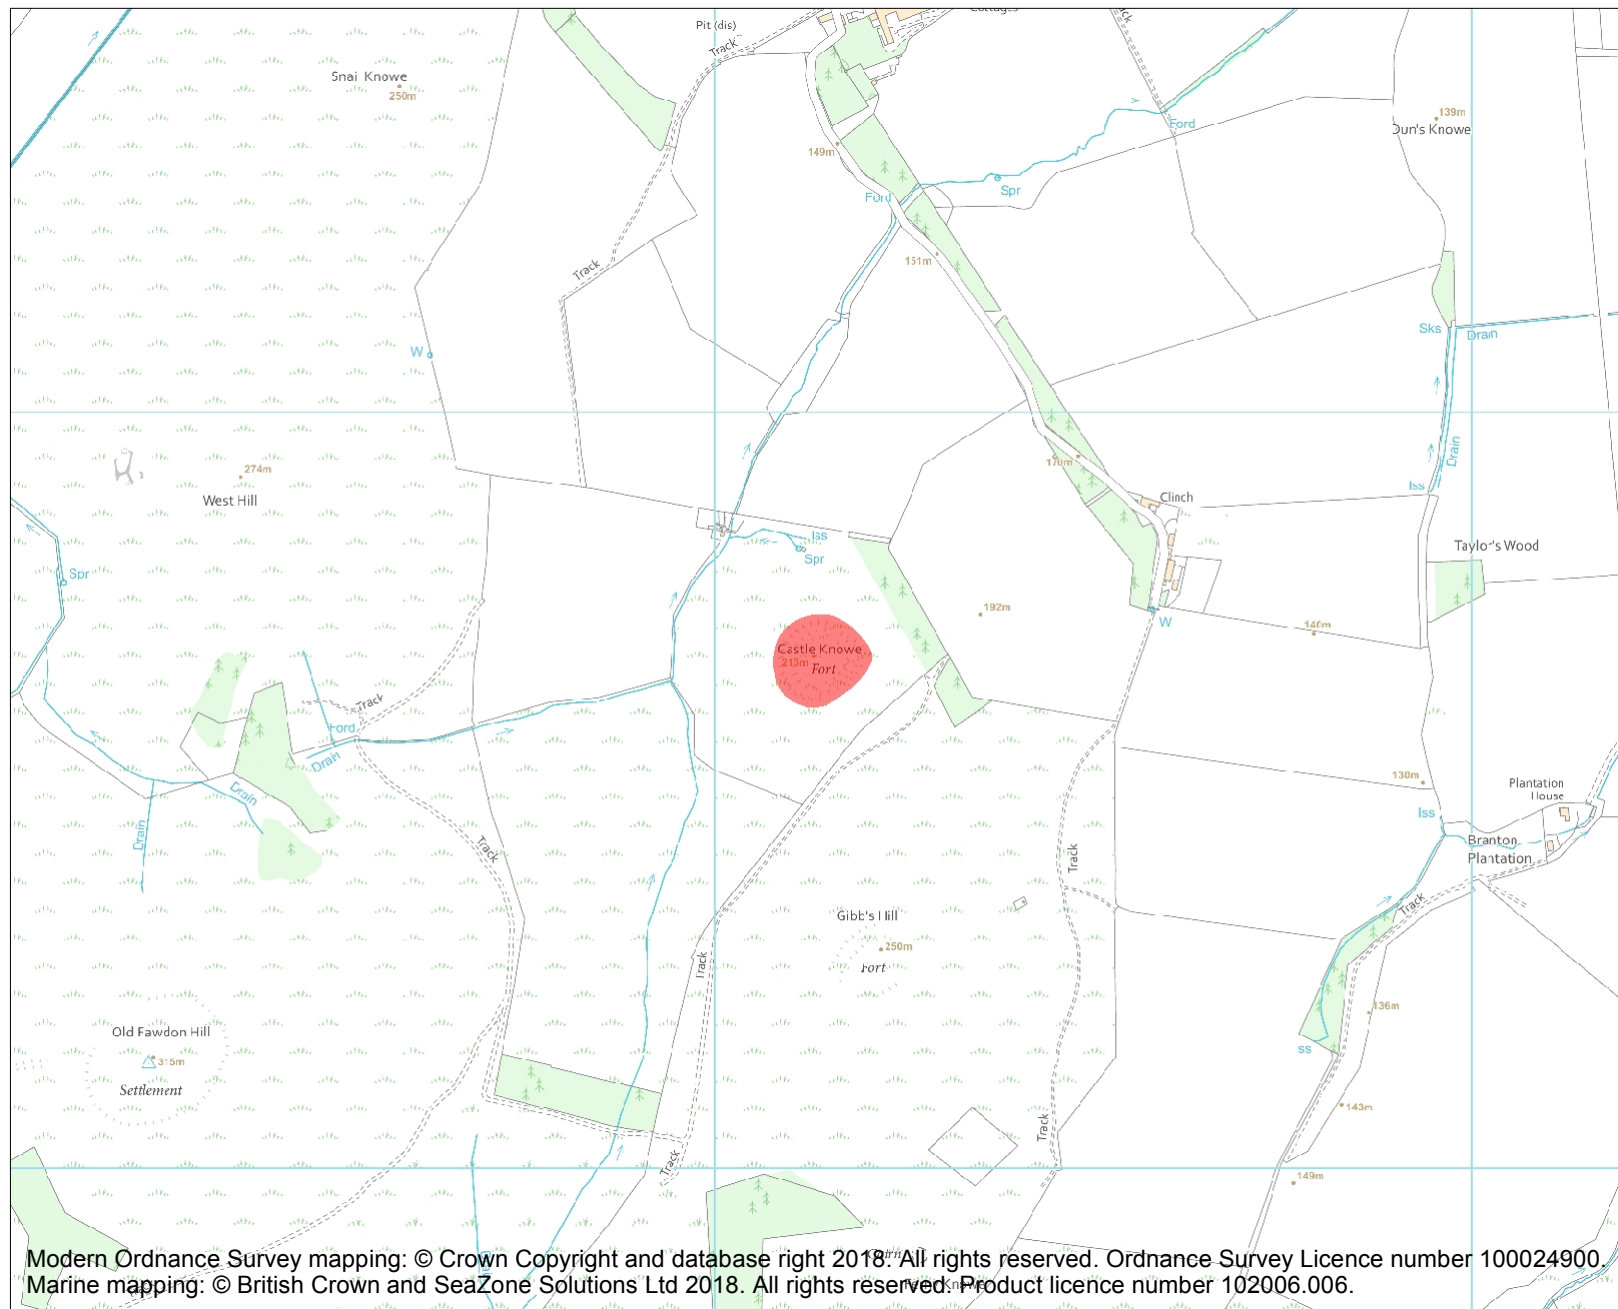 Cottages
Pit (dis)
Track
Snai Knowe
250m
Ford
139m
Dun's Knowe
149m
Ford
Spr
151m
Track
Sks
Drain
W
274m
West Hill
170m
Drain
Iss
Clinch
Iss
Spr
Taylor's Wood
Spr
192m
W
140m
Castle Knowe
213m
Fort
Track
Ford
Drain
Drain
Drain
130m
Plantation
House
Iss
Branton
Plantation
Track
Track
Track
Gibb's Hill
250m
Fort
Track
136m
Old Fawdon Hill
315m
Settlement
ss
143m
Track
Track
149m
Modern Ordnance Survey mapping: © Crown Copyright and database right 2018. All rights reserved. Ordnance Survey Licence number 100024900.
Marine mapping: © British Crown and SeaZone Solutions Ltd 2018. All rights reserved. Product licence number 102006.006.